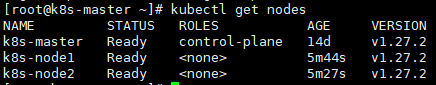 [root@k8s-master ~]# kubectl get nodes
NAME STATUS ROLES AGE VERSION
k8s-master Ready control-plane 14d v1.27.2
k8s-node1 Ready <none> 5m44s v1.27.2
k8s-node2 Ready <none> 5m27s v1.27.2